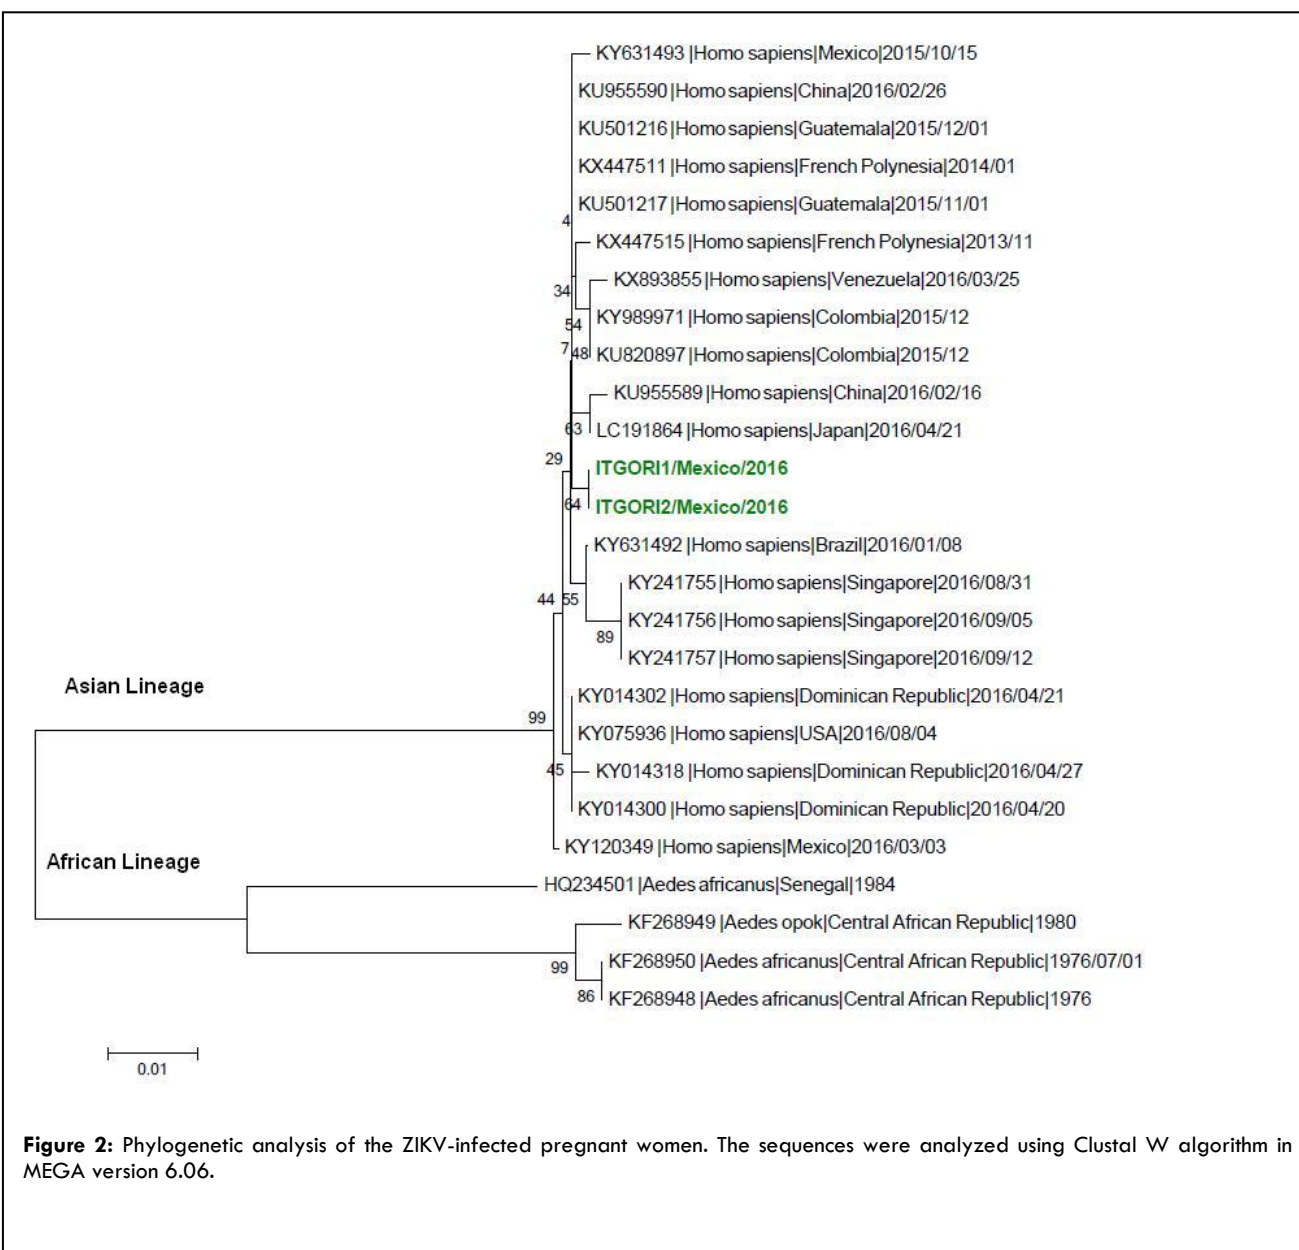 KY631493 |Homo sapiens|Mexico|2015/10/15
KU955590 |Homo sapiens|China|2016/02/26
KU501216 |Homo sapiens|Guatemala|2015/12/01
KX447511 |Homo sapiens|French Polynesia|2014/01
KU501217 |Homo sapiens|Guatemala|2015/11/01
4
KX447515 |Homo sapiens|French Polynesia|2013/11
KX893855 |Homo sapiens|Venezuela|2016/03/25
34
KY989971 |Homo sapiens|Colombia|2015/12
54
7
48
KU820897 |Homo sapiens|Colombia|2015/12
KU955589 |Homo sapiens|China|2016/02/16
63
LC191864 |Homo sapiens|Japan|2016/04/21
29
ITGORI1/Mexico/2016
64
ITGORI2/Mexico/2016
KY631492 |Homo sapiens|Brazil|2016/01/08
KY241755 |Homo sapiens|Singapore|2016/08/31
44
55
KY241756 |Homo sapiens|Singapore|2016/09/05
89
KY241757 |Homo sapiens|Singapore|2016/09/12
Asian Lineage
KY014302 |Homo sapiens|Dominican Republic|2016/04/21
99
KY075936 |Homo sapiens|USA|2016/08/04
45
KY014318 |Homo sapiens|Dominican Republic|2016/04/27
KY014300 |Homo sapiens|Dominican Republic|2016/04/20
KY120349 |Homo sapiens|Mexico|2016/03/03
African Lineage
HQ234501 |Aedes africanus|Senegal|1984
KF268949 |Aedes opok|Central African Republic|1980
99
KF268950 |Aedes africanus|Central African Republic|1976/07/01
86
KF268948 |Aedes africanus|Central African Republic|1976
0.01
Figure 2: Phylogenetic analysis of the ZIKV-infected pregnant women. The sequences were analyzed using Clustal W algorithm in
MEGA version 6.06.